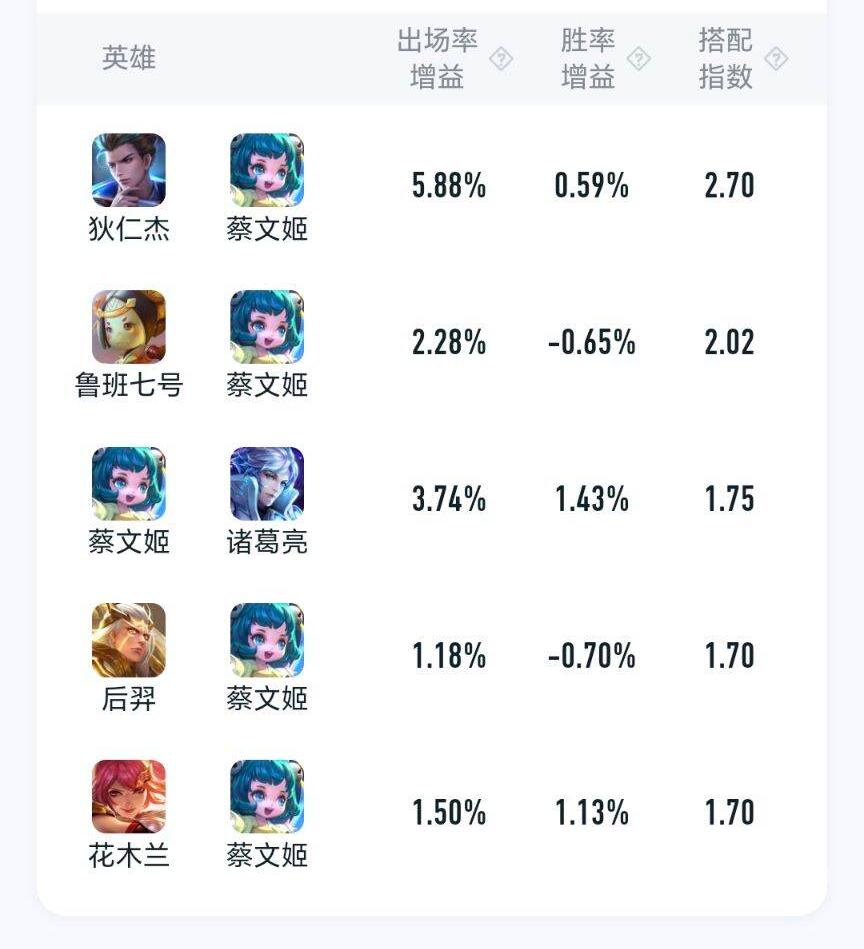 英雄
出场率
增益
胜率
增益
搭配
指数
狄仁杰 蔡文姬 5.88% 0.59% 2.70
鲁班七号 蔡文姬 2.28% -0.65% 2.02
蔡文姬 诸葛亮 3.74% 1.43% 1.75
后羿 蔡文姬 1.18% -0.70% 1.70
花木兰 蔡文姬 1.50% 1.13% 1.70